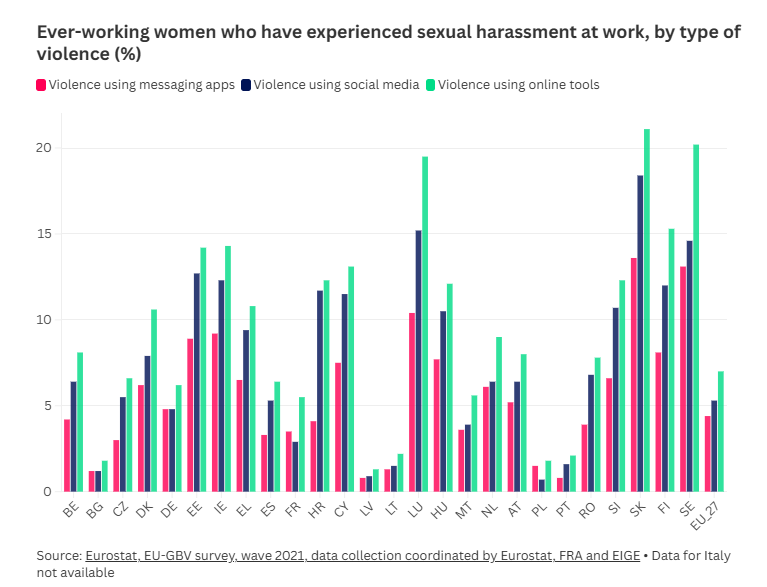 Ever-working women who have experienced sexual harassment at work, by type of
violence (%)
Violence using messaging apps Violence using social media Violence using online tools
20
15
10
5
0
BE BG CZ DK DE EE IE EL ES FR HR CY LV LT LU HU MT NL AT PL PT RO SI SK FI SE EU_27
Source: Eurostat, EU-GBV survey, wave 2021, data collection coordinated by Eurostat, FRA and EIGE • Data for Italy
not available